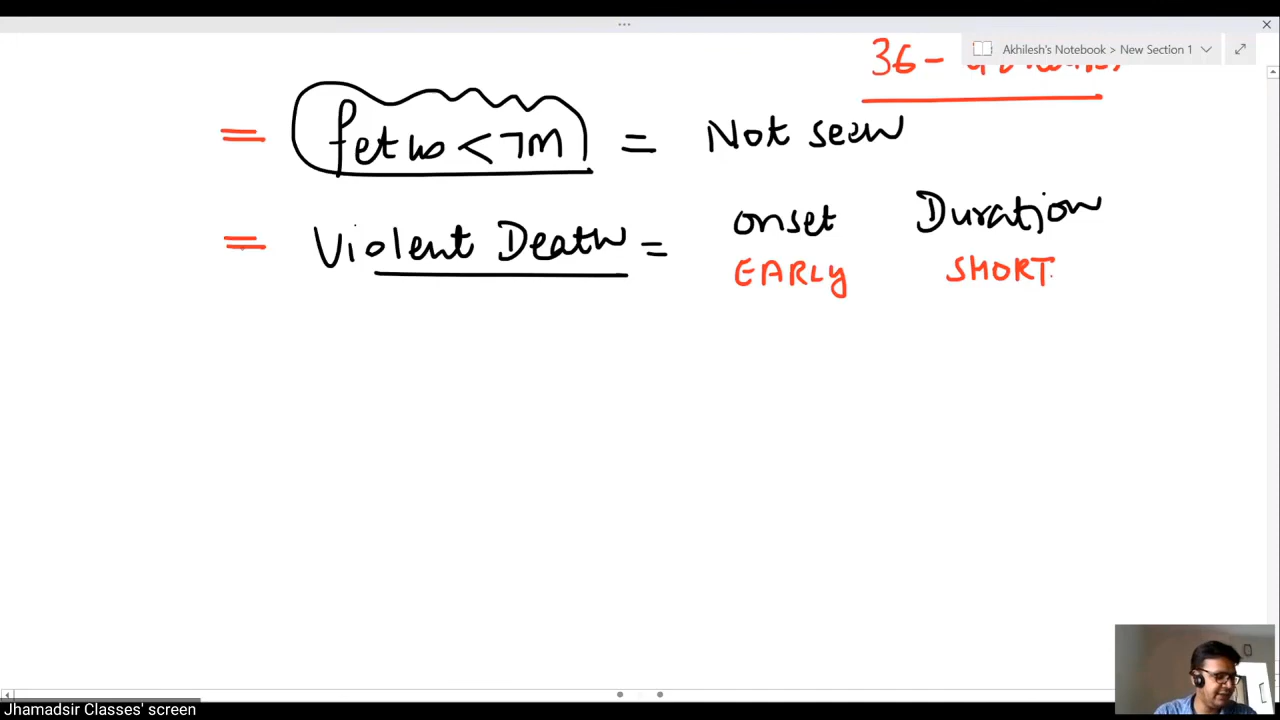 Akhilesh's Notebook > New Section 1
36 -
= fetus < 7M = Not seen
= Violent Death = onset Duration
EARLY SHORT
Jhamadsir Classes' screen